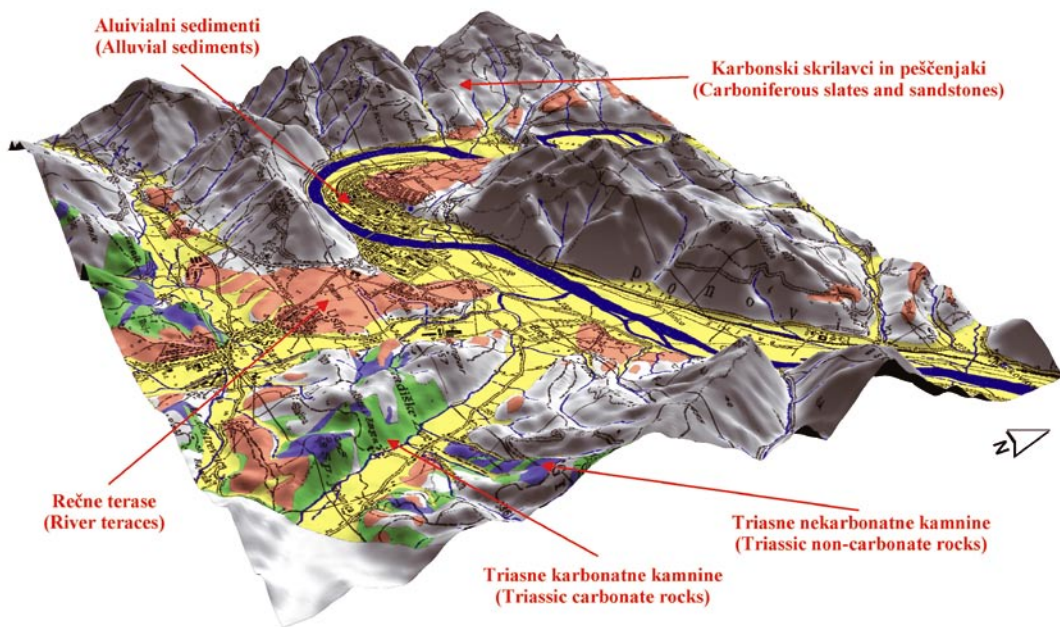 Aluivialni sedimenti
(Alluvial sediments)
Karbonski skrilavci in peščenjaki
(Carboniferous slates and sandstones)
p o n o v i
N
Rečne terase
(River teraces)
Triasne nekarbonatne kamnine
(Triassic non-carbonate rocks)
Triasne karbonatne kamnine
(Triassic carbonate rocks)